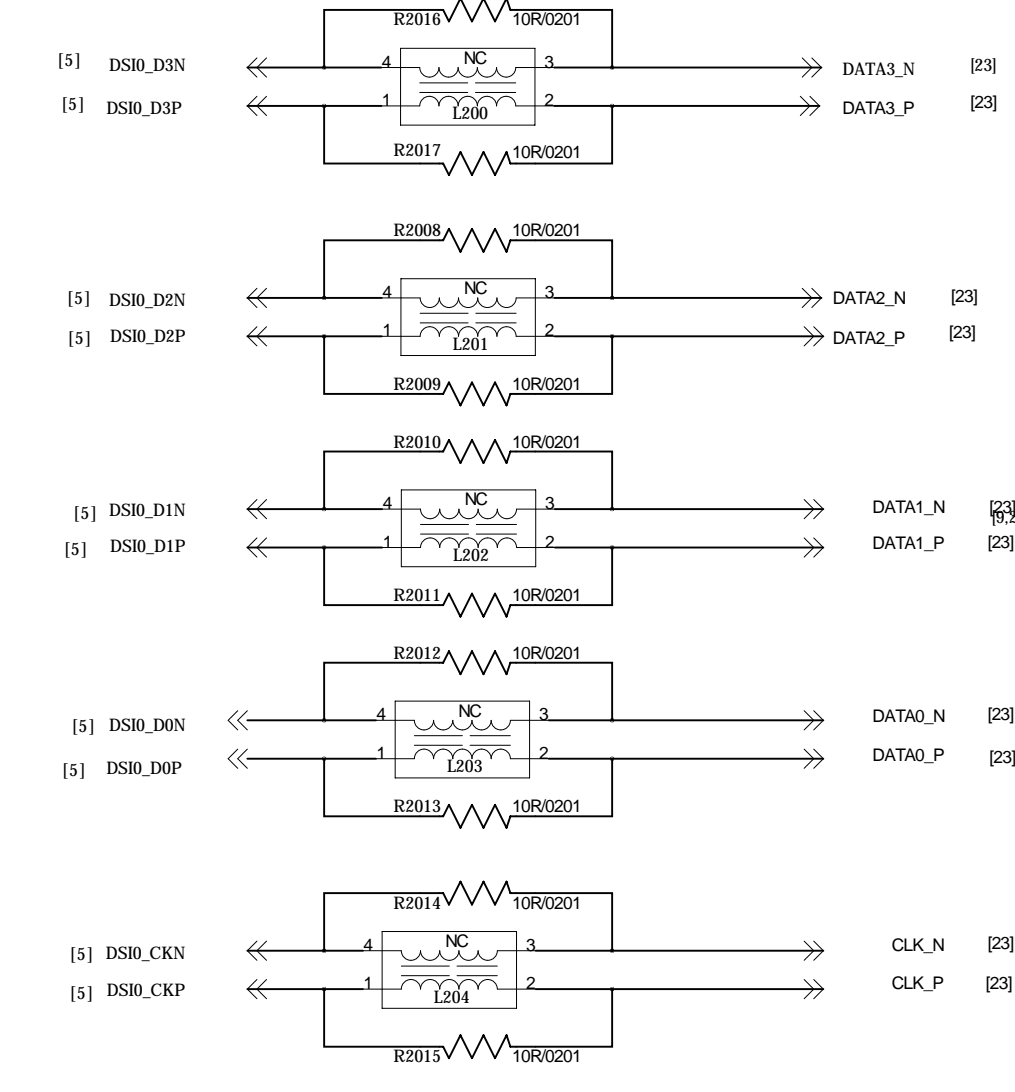 R2016 10R/0201
[5] DSI0_D3N 4 NC 3 DATA3_N [23]
[5] DSI0_D3P 1 L200 2 DATA3_P [23]
R2017 10R/0201
R2008 10R/0201
[5] DSI0_D2N 4 NC 3 DATA2_N [23]
[5] DSI0_D2P 1 L201 2 DATA2_P [23]
R2009 10R/0201
R2010 10R/0201
[5] DSI0_D1N 4 NC 3 DATA1_N [23]
[5] DSI0_D1P 1 L202 2 DATA1_P [23]
R2011 10R/0201
R2012 10R/0201
[5] DSI0_D0N 4 NC 3 DATA0_N [23]
[5] DSI0_D0P 1 L203 2 DATA0_P [23]
R2013 10R/0201
R2014 10R/0201
[5] DSI0_CKN 4 NC 3 CLK_N [23]
[5] DSI0_CKP 1 L204 2 CLK_P [23]
R2015 10R/0201